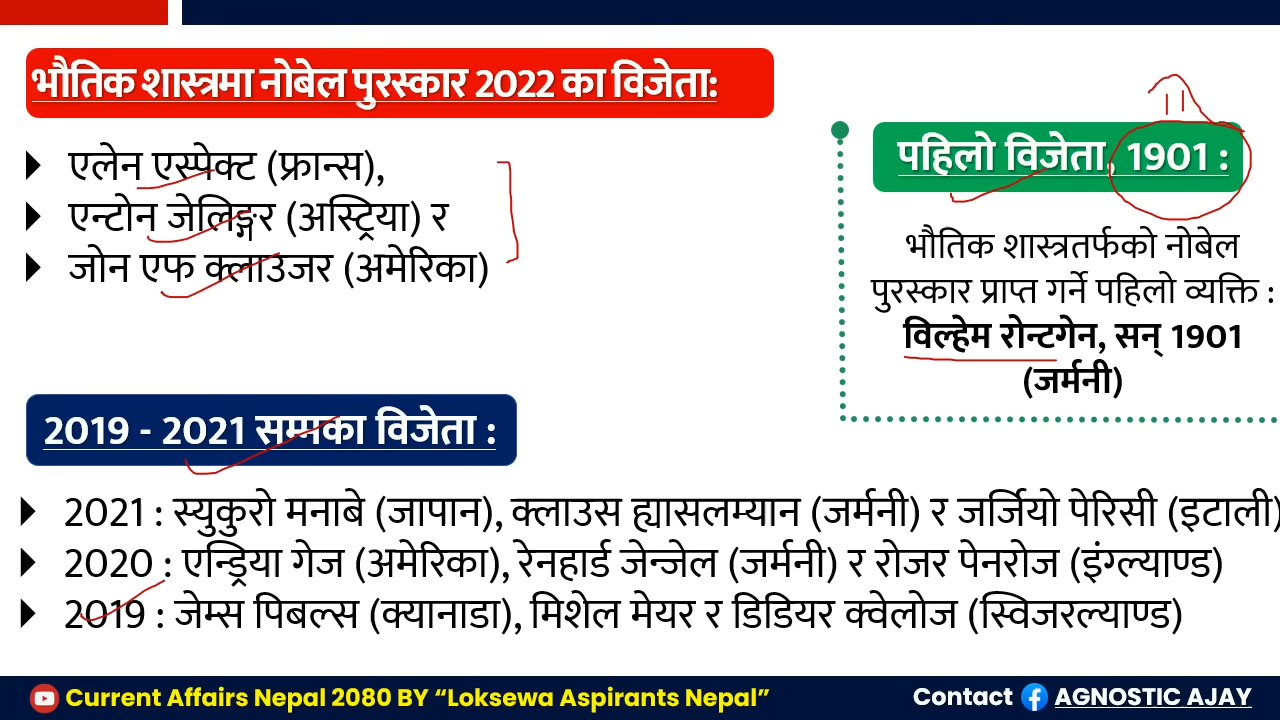 भौतिक शास्त्रमा नोबेल पुरस्कार 2022 का विजेता:
एलेन एस्पेक्ट (फ्रान्स),
एन्टोन जेलिङ्गर (अस्ट्रिया) र
जोन एफ क्लाउजर (अमेरिका)
पहिलो विजेता, 1901 :
भौतिक शास्त्रतर्फको नोबेल
पुरस्कार प्राप्त गर्ने पहिलो व्यक्ति :
विल्हेम रोन्टगेन, सन् 1901
(जर्मनी)
2019 - 2021 सम्मका विजेता :
2021 : स्युकुरो मनाबे (जापान), क्लाउस ह्यासलम्यान (जर्मनी) र जर्जियो पेरिसी (इटाली)
2020 : एन्ड्रिया गेज (अमेरिका), रेनहार्ड जेन्जेल (जर्मनी) र रोजर पेनरोज (इंग्ल्याण्ड)
2019 : जेम्स पिबल्स (क्यानाडा), मिशेल मेयर र डिडियर क्वेलोज (स्विजरल्याण्ड)
Current Affairs Nepal 2080 BY “Loksewa Aspirants Nepal”
Contact AGNOSTIC AJAY